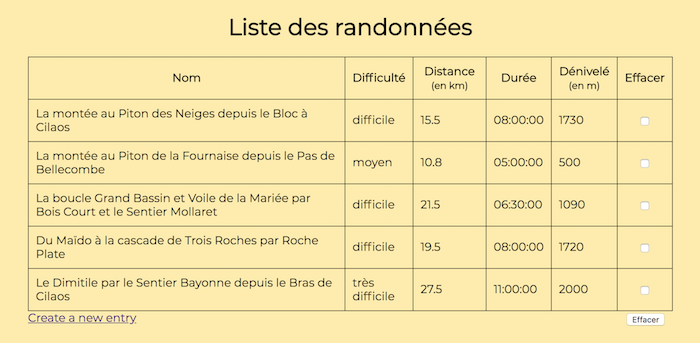 Liste des randonnées
Nom Difficulté Distance (en km) Durée Dénivelé (en m) Effacer
La montée au Piton des Neiges depuis le Bloc à
Cilaos
difficile 15.5 08:00:00 1730
La montée au Piton de la Fournaise depuis le Pas de
Bellecombe
moyen 10.8 05:00:00 500
La boucle Grand Bassin et Voile de la Mariée par
Bois Court et le Sentier Mollaret
difficile 21.5 06:30:00 1090
Du Maïdo à la cascade de Trois Roches par Roche
Plate
difficile 19.5 08:00:00 1720
Le Dimitile par le Sentier Bayonne depuis le Bras de
Cilaos
très
difficile
27.5 11:00:00 2000
Create a new entry
Effacer